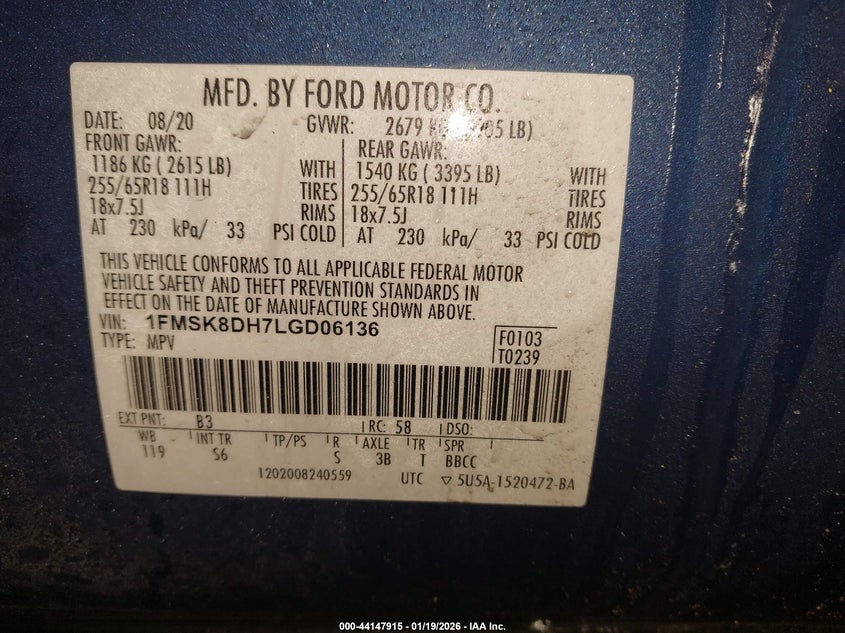 MFD. BY FORD MOTOR CO.
DATE: 08/20 GVWR: 2679 05 LB)
FRONT GAWR: REAR GAWR:
1186 KG ( 2615 LB) WITH 1540 KG ( 3395 LB) WITH
255/65R18 111H TIRES 255/65R18 111H TIRES
18x7.5J RIMS 18x7.5J RIMS
AT 230 kPa/ 33 PSI COLD AT 230 kPa/ 33 PSI COLD
THIS VEHICLE CONFORMS TO ALL APPLICABLE FEDERAL MOTOR
VEHICLE SAFETY AND THEFT PREVENTION STANDARDS IN
EFFECT ON THE DATE OF MANUFACTURE SHOWN ABOVE.
VIN: 1FMSK8DH7LGD06136
TYPE: MPV
F0103
T0239
EXT PNT: B3 RC: 58 DSO:
WB INT TR TP/PS R AXLE TR SPR
119 S6 S 3B T BBCC
1202008240559 UTC ▽ 5U5A-1520472-BA
000-44147915 - 01/19/2026 - IAA Inc.